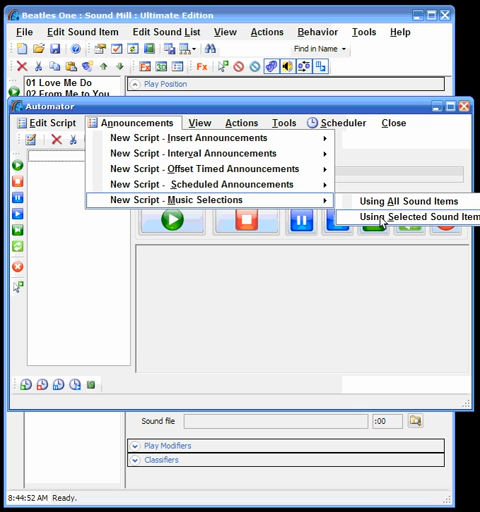 Beatles One : Sound Mill : Ultimate Edition
File Edit Sound Item Edit Sound List View Actions Behavior Tools Help
Find in Name
Fx 3D Fx
01 Love Me Do
02 From Me to You
Play Position
Automator
Edit Script Announcements View Actions Tools Scheduler Close
New Script - Insert Announcements
New Script - Interval Announcements
New Script - Offset Timed Announcements
New Script - Scheduled Announcements
New Script - Music Selections
Using All Sound Items
Using Selected Sound Item
Sound file :00
Play Modifiers
Classifiers
8:44:52 AM Ready.